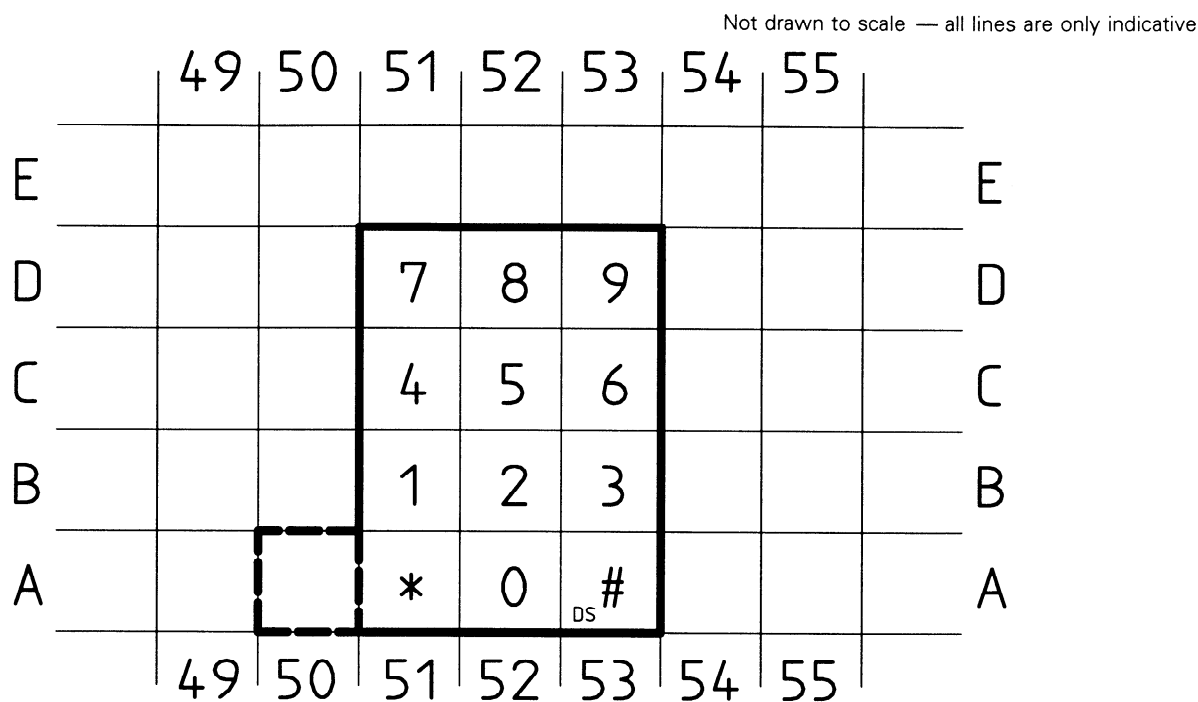 Not drawn to scale — all lines are only indicative
49 50 51 52 53 54 55
E E
D 7 8 9 D
C 4 5 6 C
B 1 2 3 B
A * 0 # A
DS
49 50 51 52 53 54 55